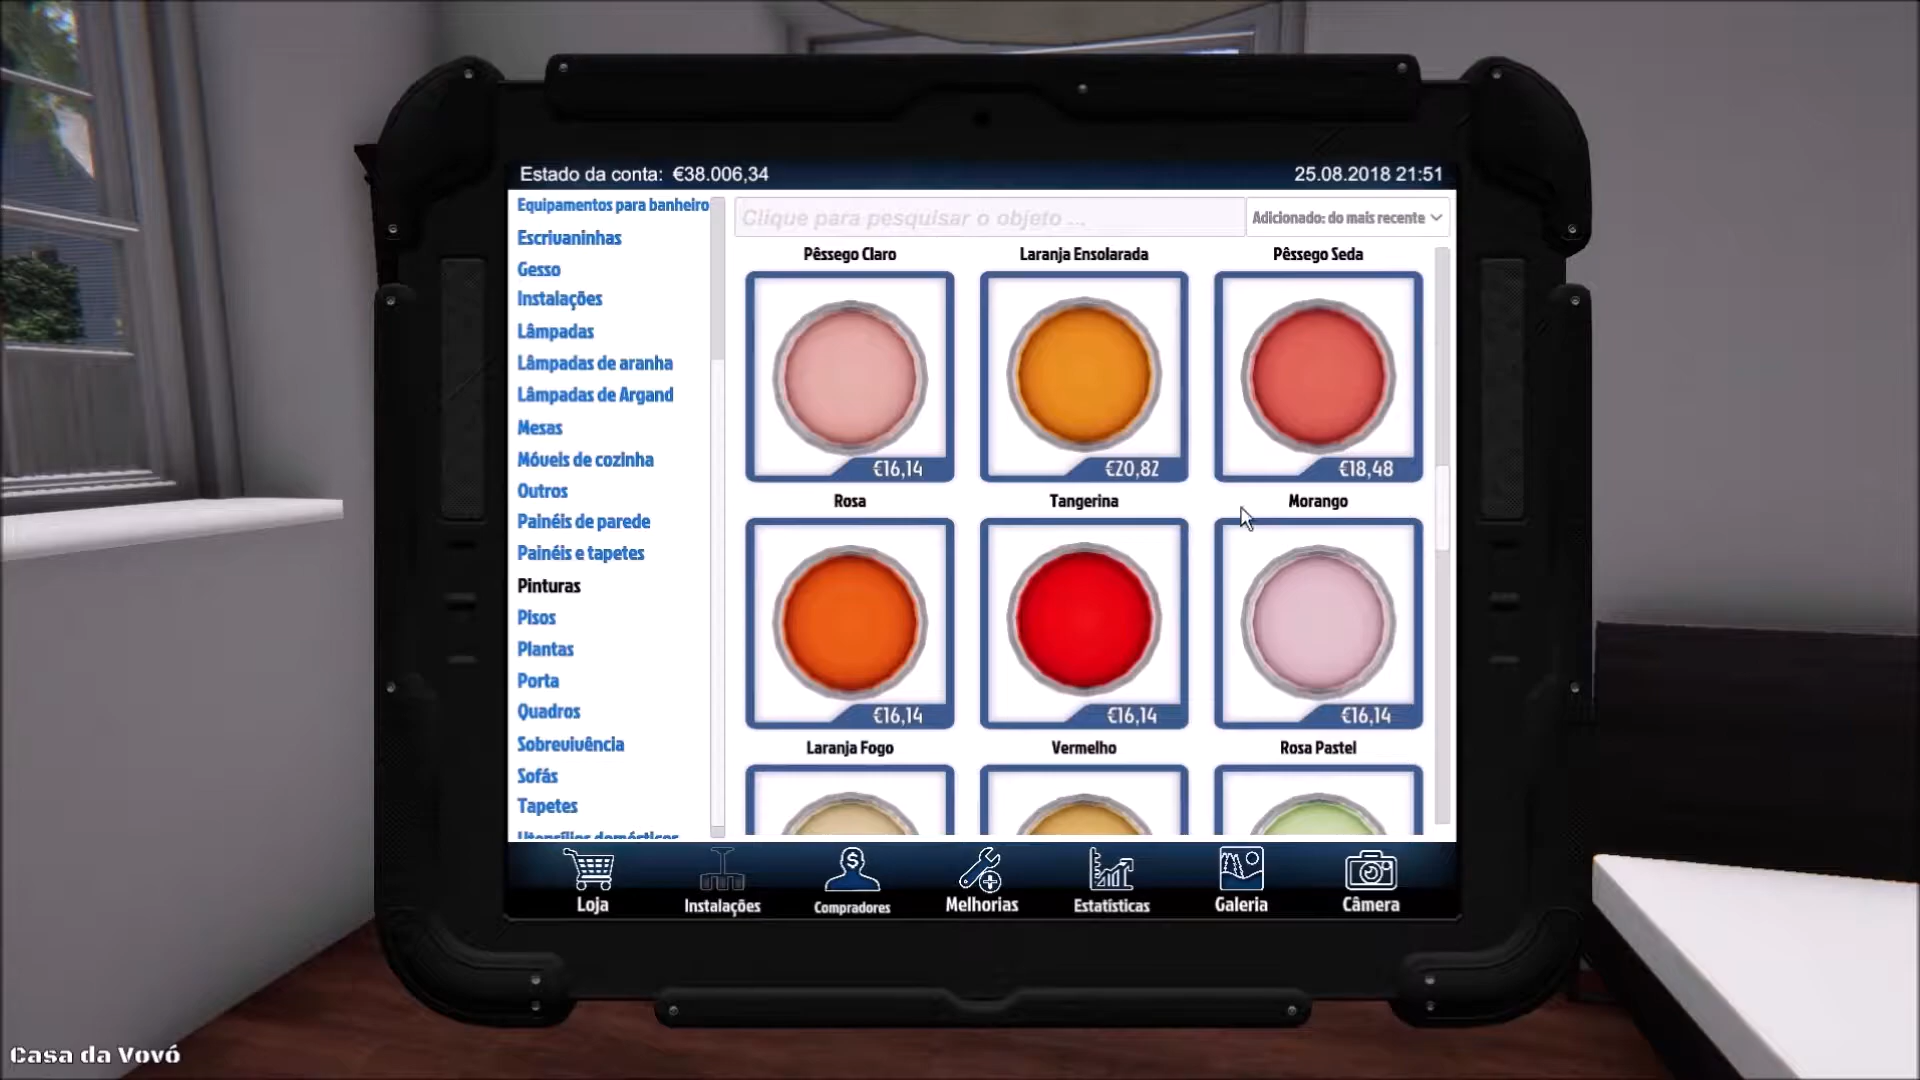 Estado da conta: €38.006,34
25.08.2018 21:51
Equipamentos para banheiro
Escrivaninhas
Gesso
Instalações
Lâmpadas
Lâmpadas de aranha
Lâmpadas de Argand
Mesas
Móveis de cozinha
Outros
Painéis de parede
Painéis e tapetes
Pinturas
Pisos
Plantas
Porta
Quadros
Sobrevivência
Sofás
Tapetes
Utensílios domésticos
Clique para pesquisar o objeto ...
Adicionado: do mais recente
Pêssego Claro
Laranja Ensolarada
Pêssego Seda
€16,14
€20,82
€18,48
Rosa
Tangerina
Morango
€16,14
€16,14
€16,14
Laranja Fogo
Vermelho
Rosa Pastel
Loja
Instalações
Compradores
Melhorias
Estatísticas
Galeria
Câmera
Casa da Vovó